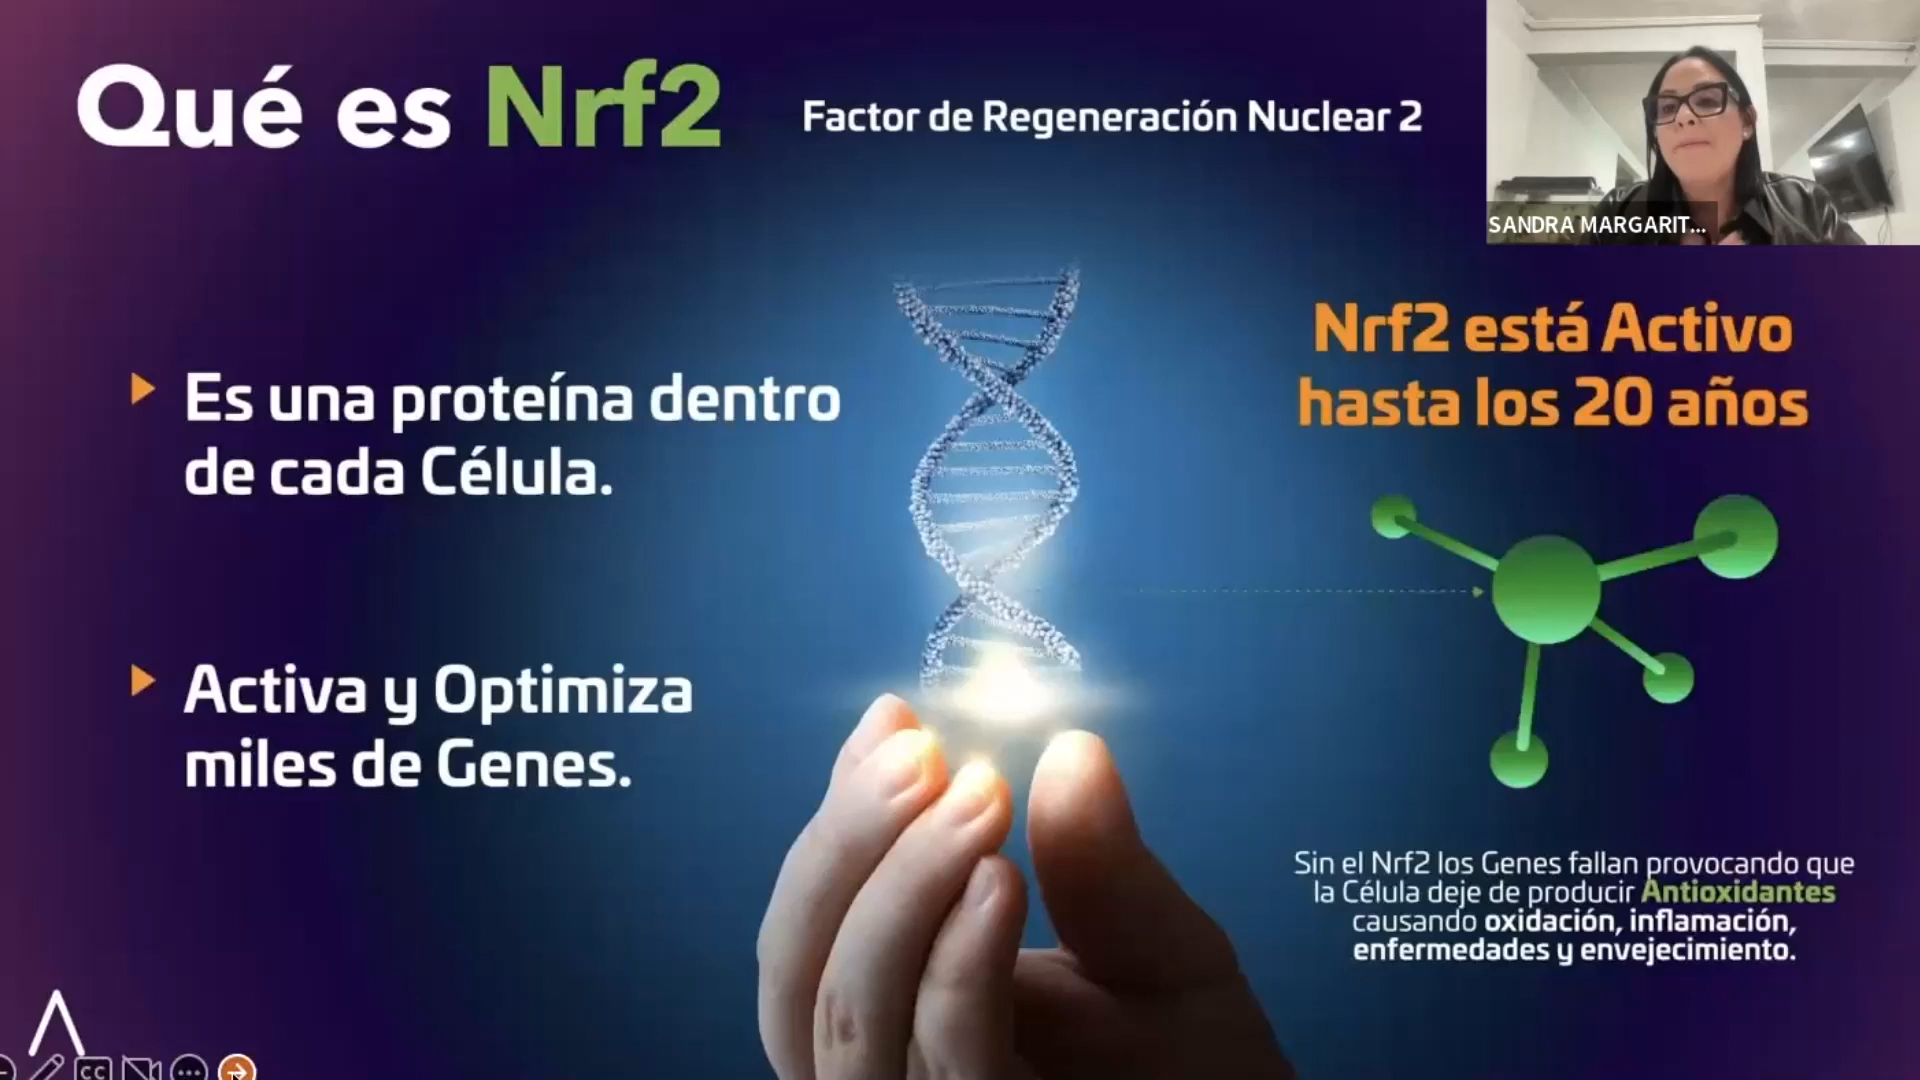 Qué es Nrf2
Factor de Regeneración Nuclear 2
SANDRA MARGARIT...
Es una proteína dentro
de cada Célula.
Activa y Optimiza
miles de Genes.
Nrf2 está Activo
hasta los 20 años
Sin el Nrf2 los Genes fallan provocando que
la Célula deje de producir Antioxidantes
causando oxidación, inflamación,
enfermedades y envejecimiento.
CC